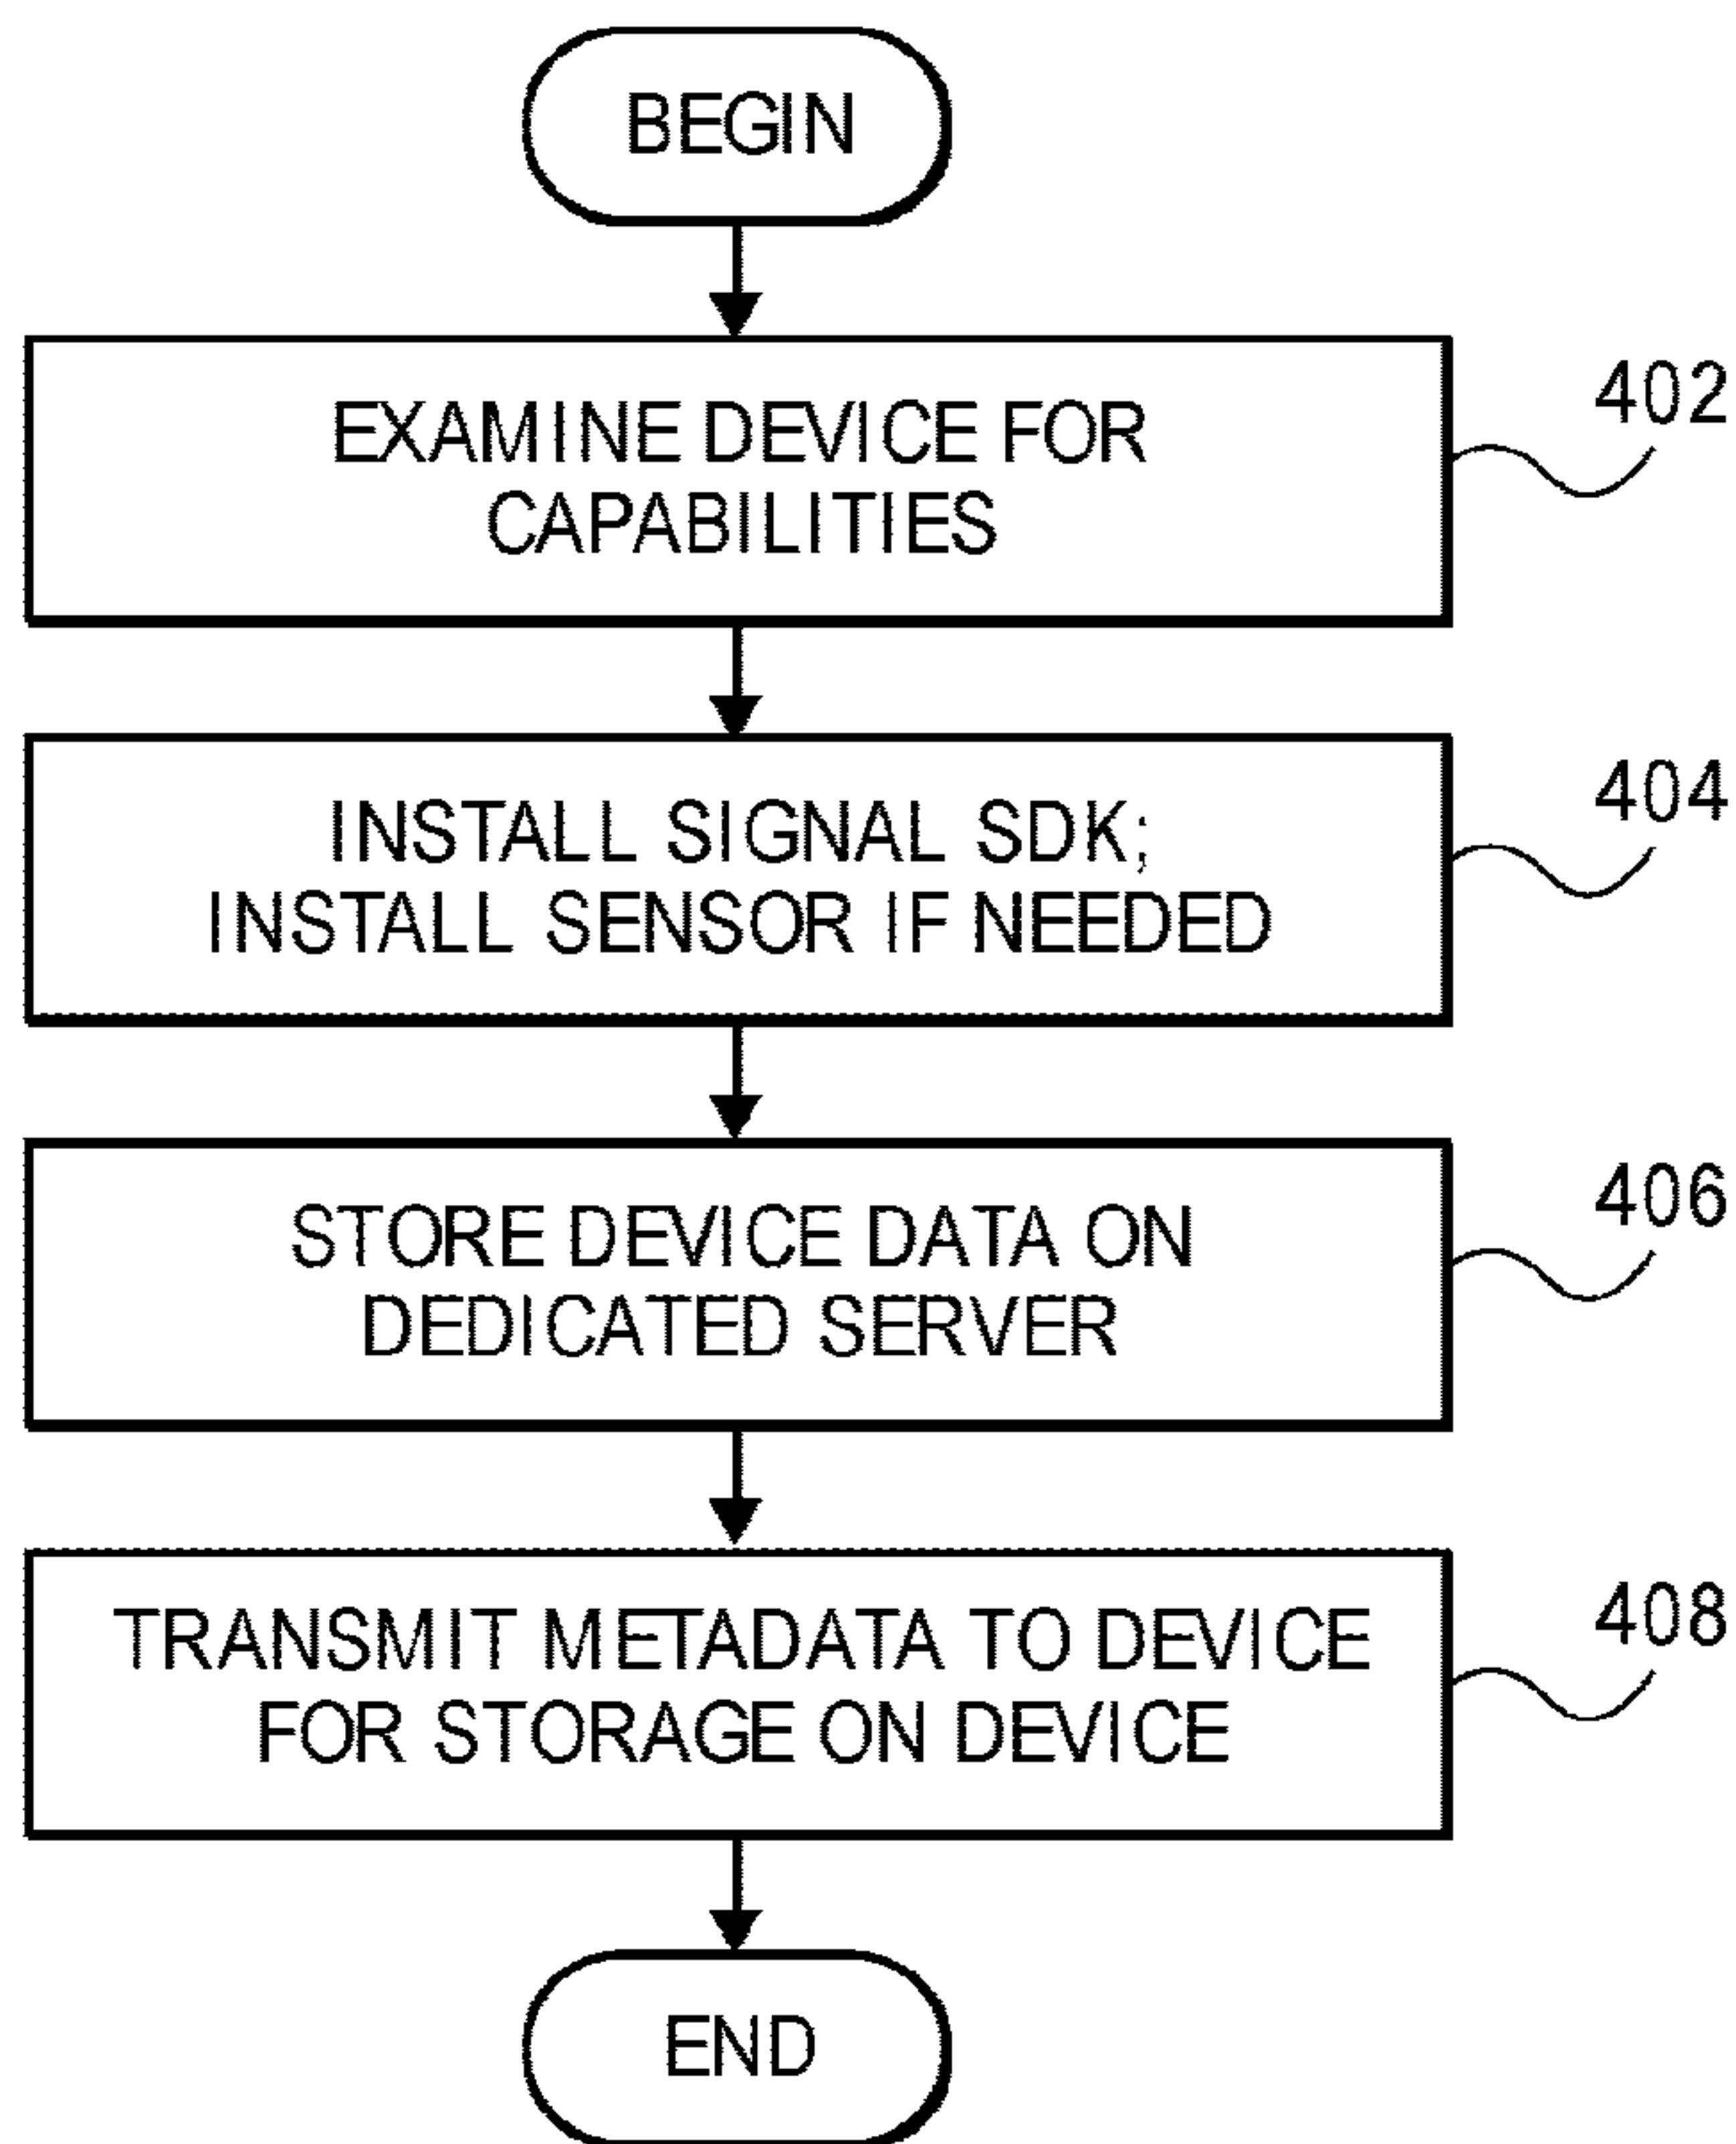 BEGIN
EXAMINE DEVICE FOR
CAPABILITIES
402
INSTALL SIGNAL SDK;
INSTALL SENSOR IF NEEDED
404
STORE DEVICE DATA ON
DEDICATED SERVER
406
TRANSMIT METADATA TO DEVICE
FOR STORAGE ON DEVICE
408
END